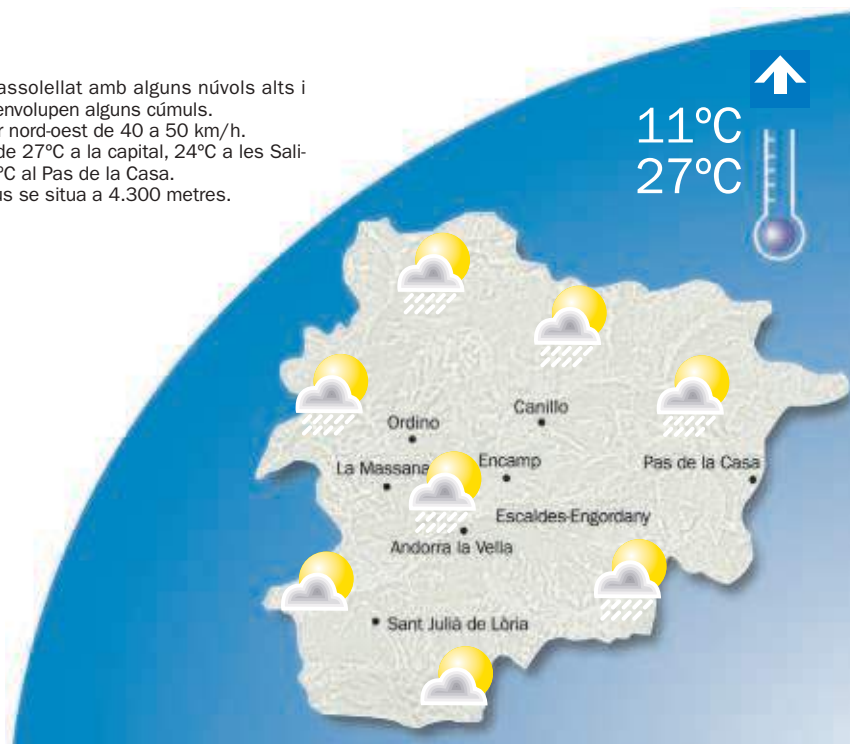 assolellat amb alguns núvols alts i
envolupen alguns cúmuls.
r nord-oest de 40 a 50 km/h.
de 27ºC a la capital, 24ºC a les Sali-
ºC al Pas de la Casa.
us se situa a 4.300 metres.
11ºC
27ºC
Canillo
Ordino
La Massana
Encamp
Pas de la Casa
Escaldes-Engordany
Andorra la Vella
Sant Julià de Lòria